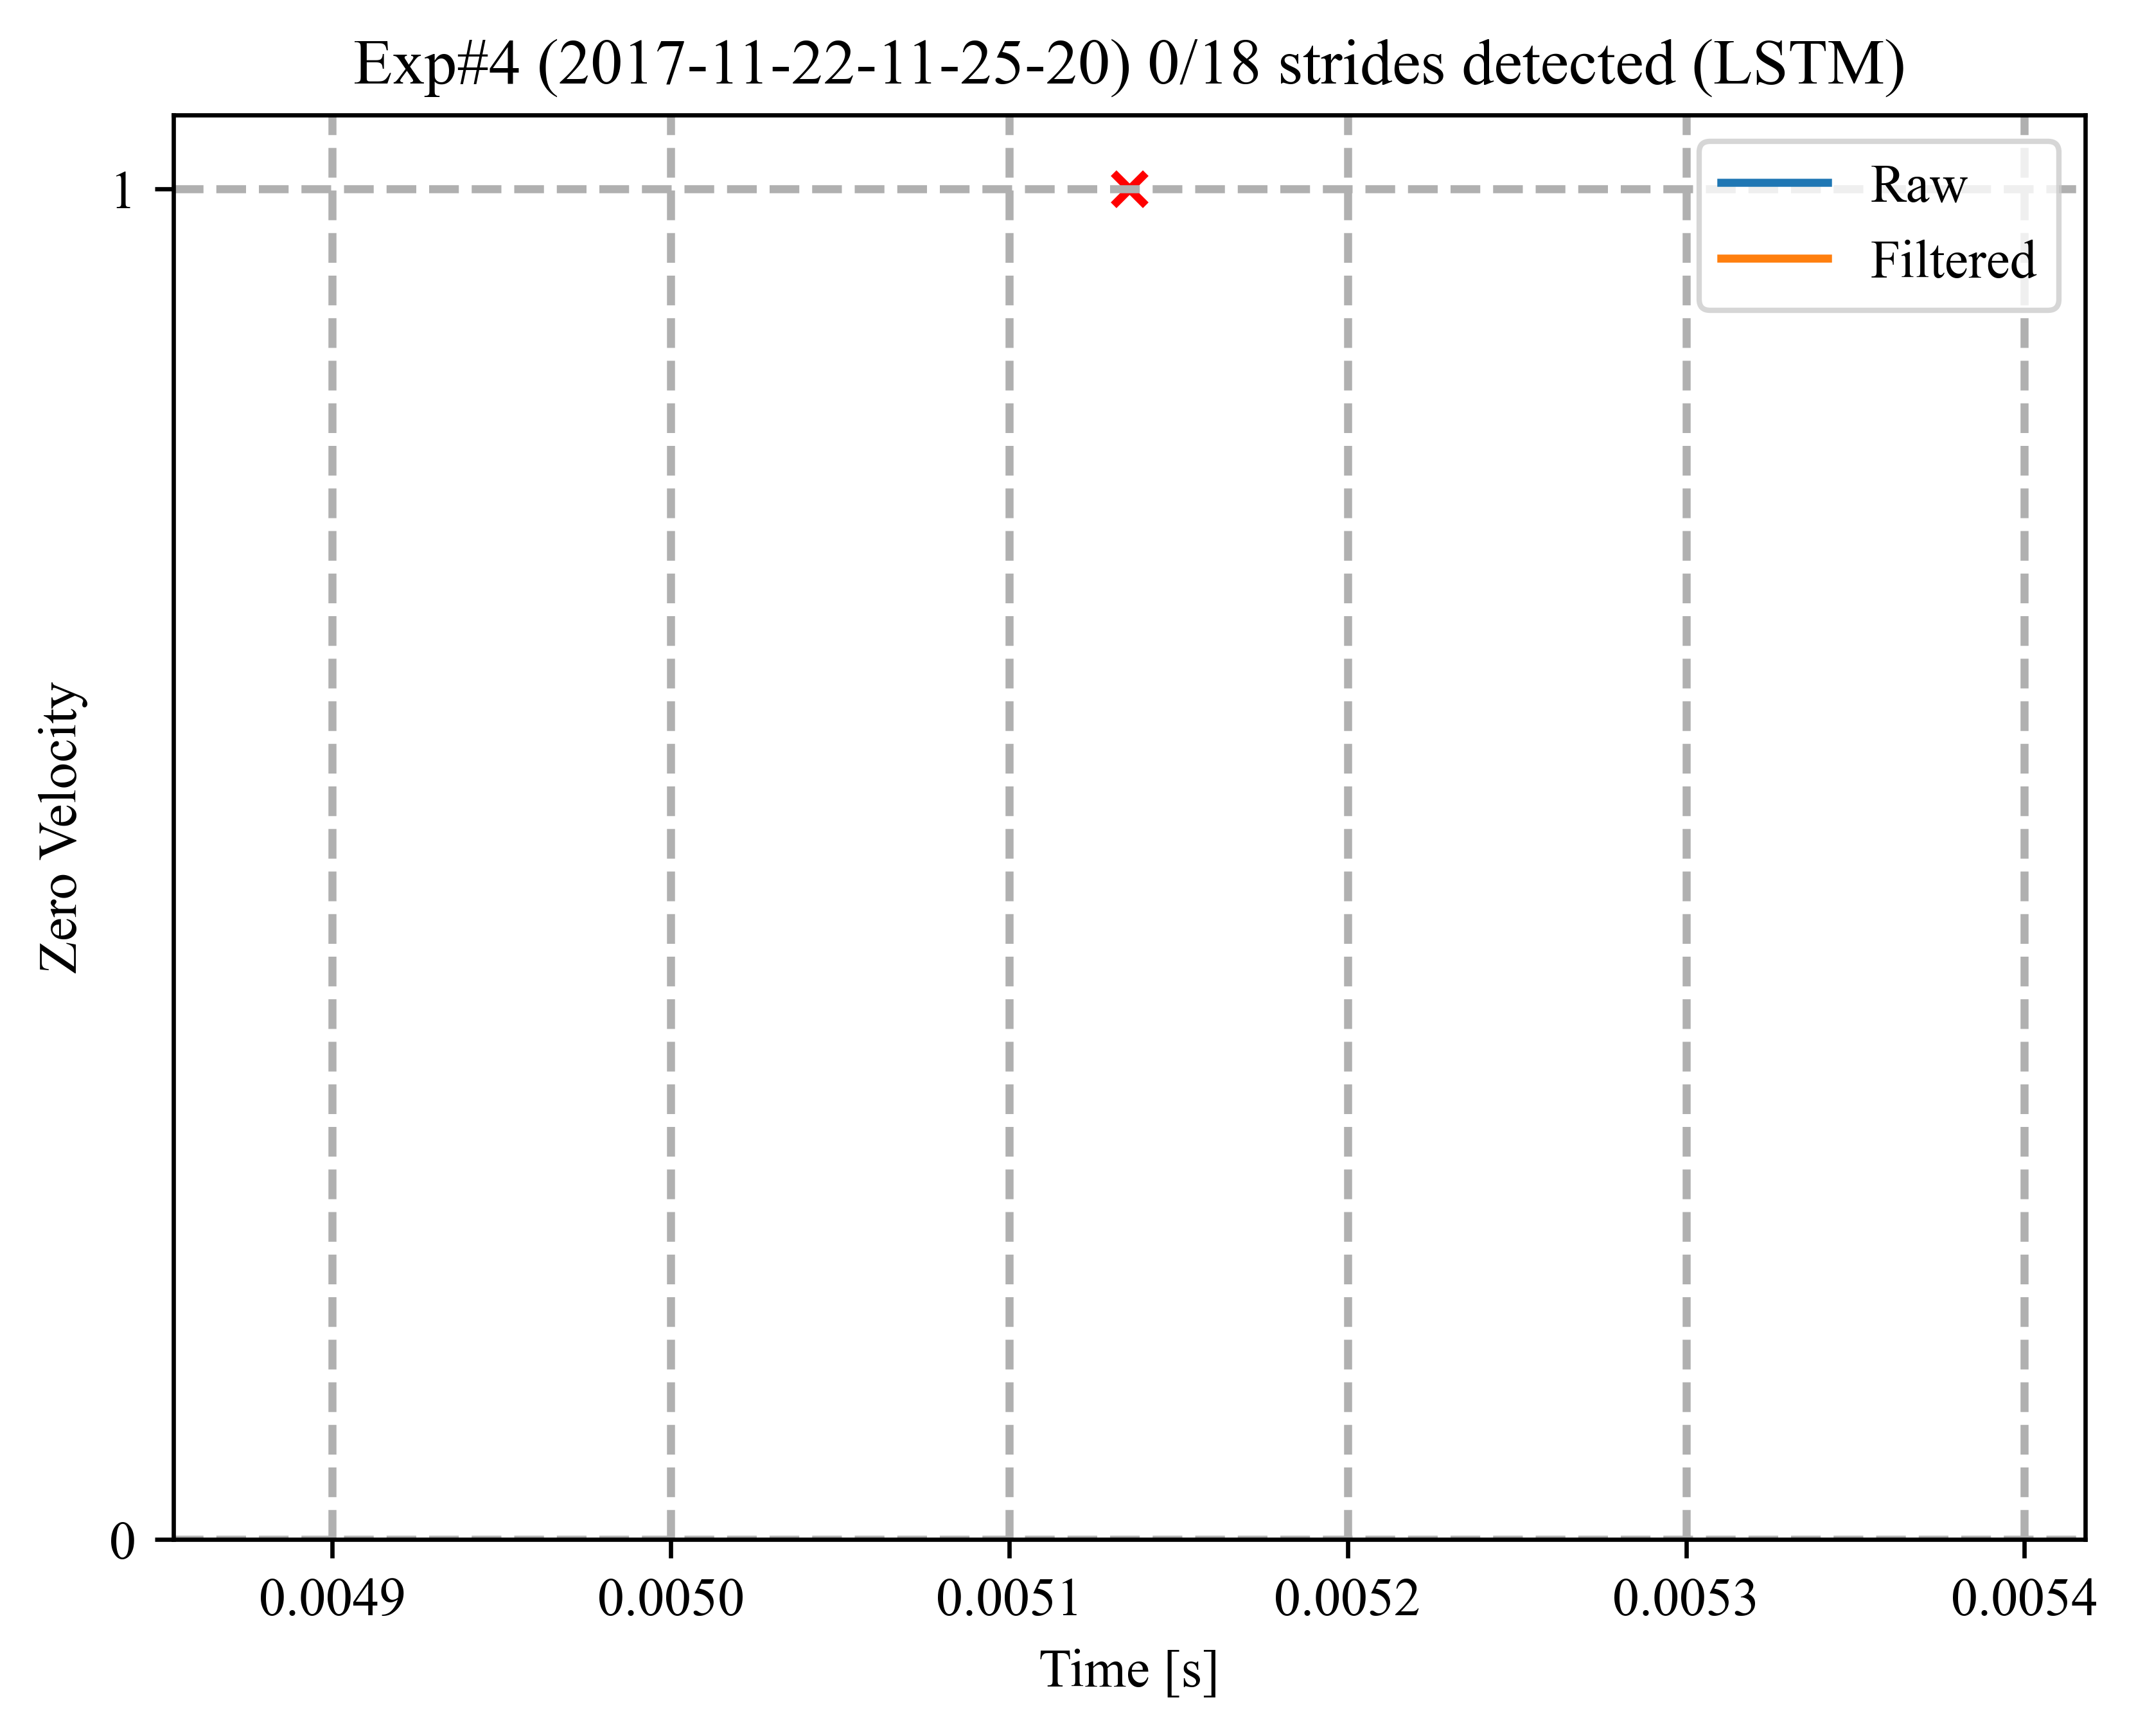 Exp#4 (2017-11-22-11-25-20) 0/18 strides detected (LSTM)
Raw
Filtered
1
Zero Velocity
0
0.0049 0.0050 0.0051 0.0052 0.0053 0.0054
Time [s]